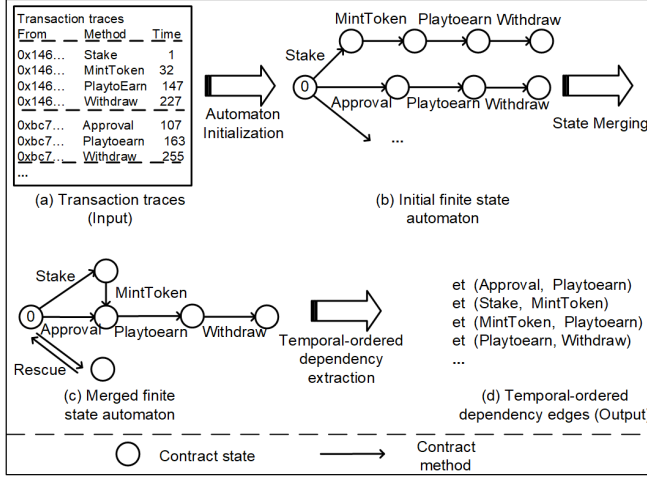 Transaction traces
From Method Time
0x146... Stake 1
0x146... MintToken 32
0x146... PlaytoEarn 147
0x146... Withdraw 227
0xbc7... Approval 107
0xbc7... Playtoearn 163
0xbc7... Withdraw 255
...
(a) Transaction traces
(Input)
Automaton
Initialization
MintToken Playtoearn Withdraw
Stake
0
Approval Playtoearn Withdraw
...
(b) Initial finite state
automaton
State Merging
Stake
MintToken
0
Approval Playtoearn Withdraw
Rescue
(c) Merged finite
state automaton
Temporal-ordered
dependency
extraction
et (Approval, Playtoearn)
et (Stake, MintToken)
et (MintToken, Playtoearn)
et (Playtoearn, Withdraw)
...
(d) Temporal-ordered
dependency edges (Output)
Contract state
Contract
method